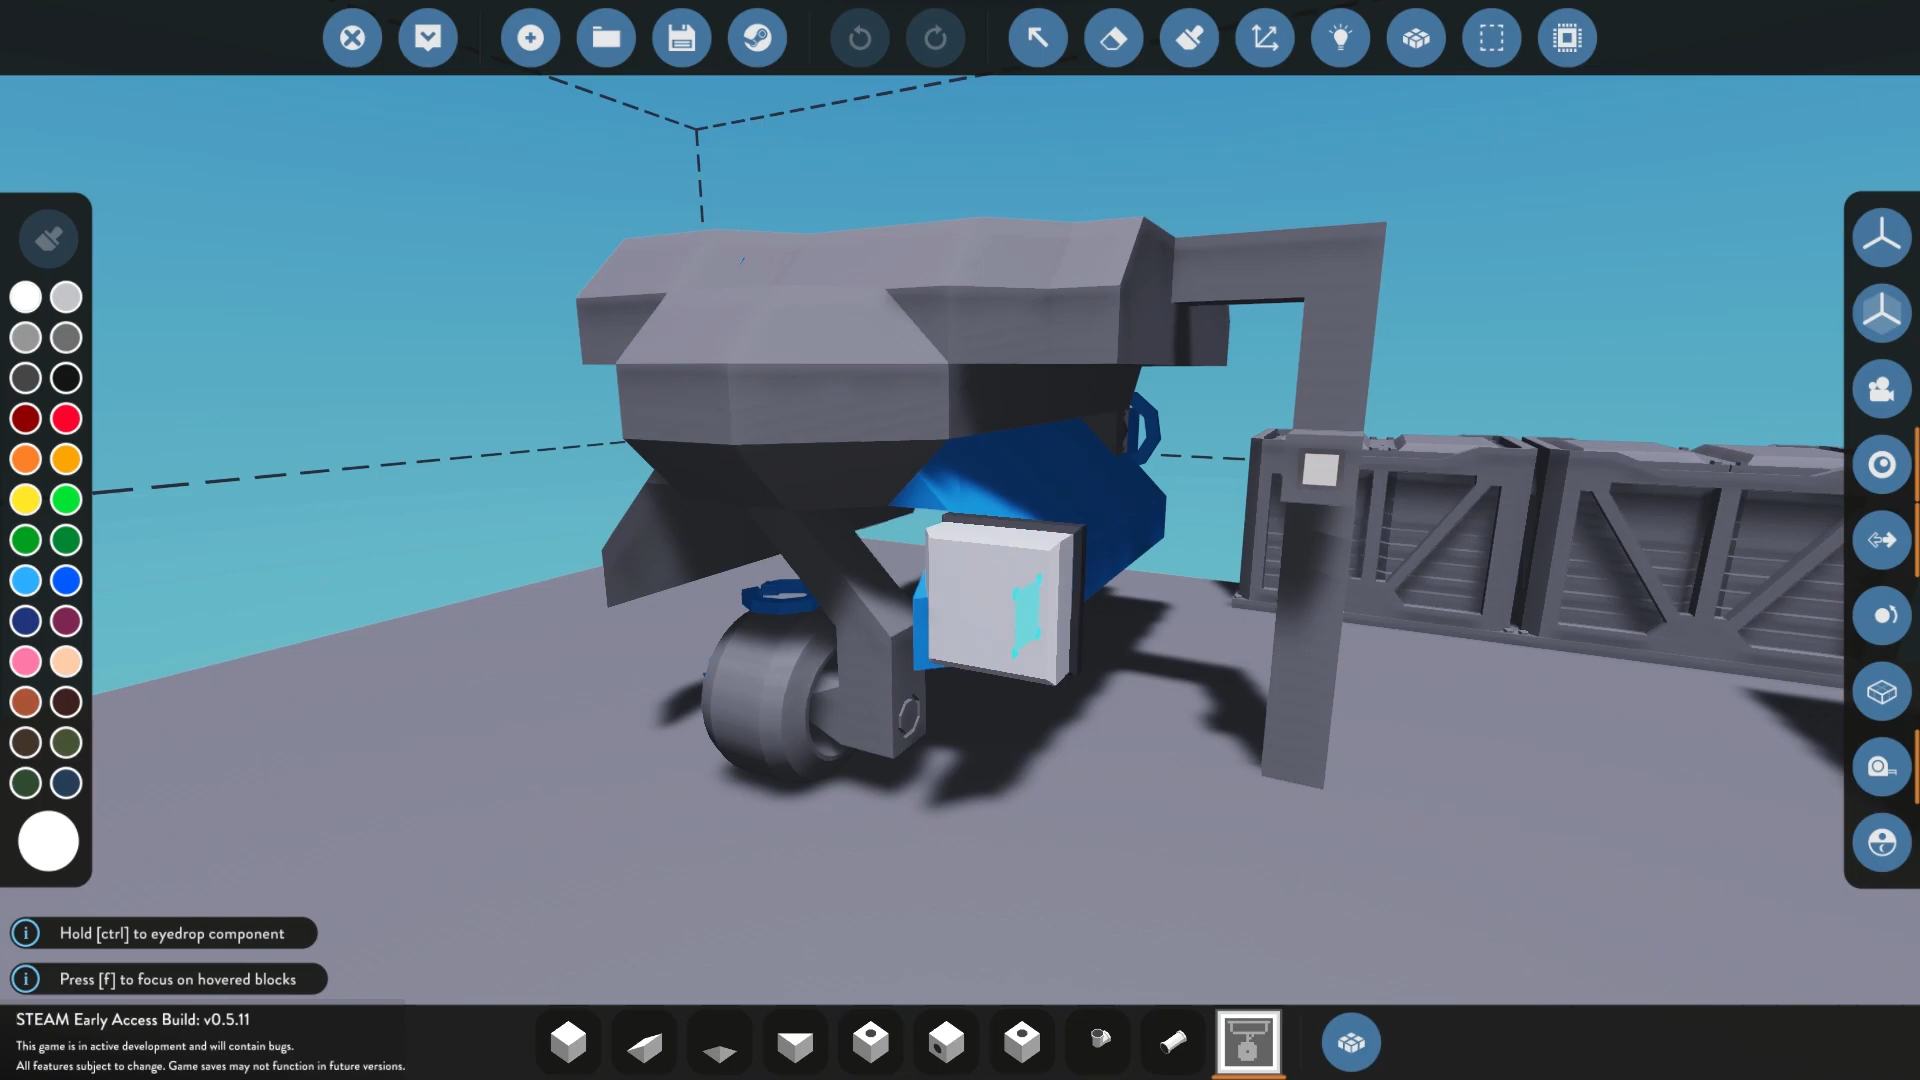 Hold [ctrl] to eyedrop component
Press [f] to focus on hovered blocks
STEAM Early Access Build: v0.5.11
This game is in active development and will contain bugs.
All features subject to change. Game saves may not function in future versions.